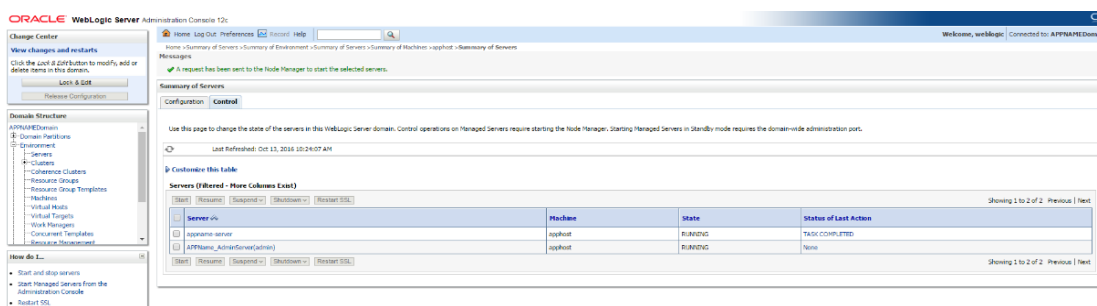 ORACLE WebLogic Server Administration Console 12c
Change Center
View changes and restarts
Click the Lock & Edit button to modify, add or
delete items in this domain.
Lock & Edit
Release Configuration
Domain Structure
APPNAMEDomain
Domain Partitions
Environment
Servers
Clusters
Coherence Clusters
Resource Groups
Resource Group Templates
Machines
Virtual Hosts
Virtual Targets
Work Managers
Concurrent Templates
Resource Management
How do I...
Start and stop servers
Start Managed Servers from the
Administration Console
Restart SSL
Home Log Out Preferences Record Help
Welcome, weblogic Connected to: APPNAMEDom
Home >Summary of Servers >Summary of Environment >Summary of Servers >Summary of Machines >apphost >Summary of Servers
Messages
A request has been sent to the Node Manager to start the selected servers.
Summary of Servers
Configuration Control
Use this page to change the state of the servers in this WebLogic Server domain. Control operations on Managed Servers require starting the Node Manager. Starting Managed Servers in Standby mode requires the domain-wide administration port.
Last Refreshed: Oct 13, 2016 10:24:07 AM
Customize this table
Servers (Filtered - More Columns Exist)
Start Resume Suspend Shutdown Restart SSL
Showing 1 to 2 of 2 Previous | Next
Server Machine State Status of Last Action
appname-server apphost RUNNING TASK COMPLETED
APPName_AdminServer(admin) apphost RUNNING None
Start Resume Suspend Shutdown Restart SSL
Showing 1 to 2 of 2 Previous | Next